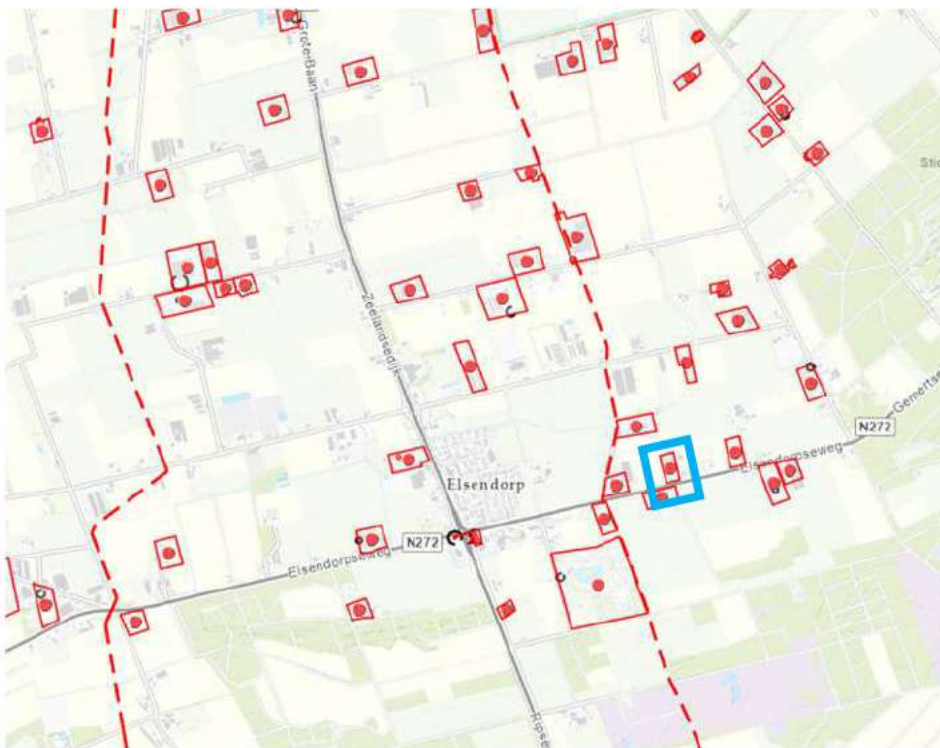 Grote-Baan
Stic
Zeelandsedijk
Gemertse
N272
Elsendorpseweg
Elsendorp
N272
Elsendorpseweg
Ripse